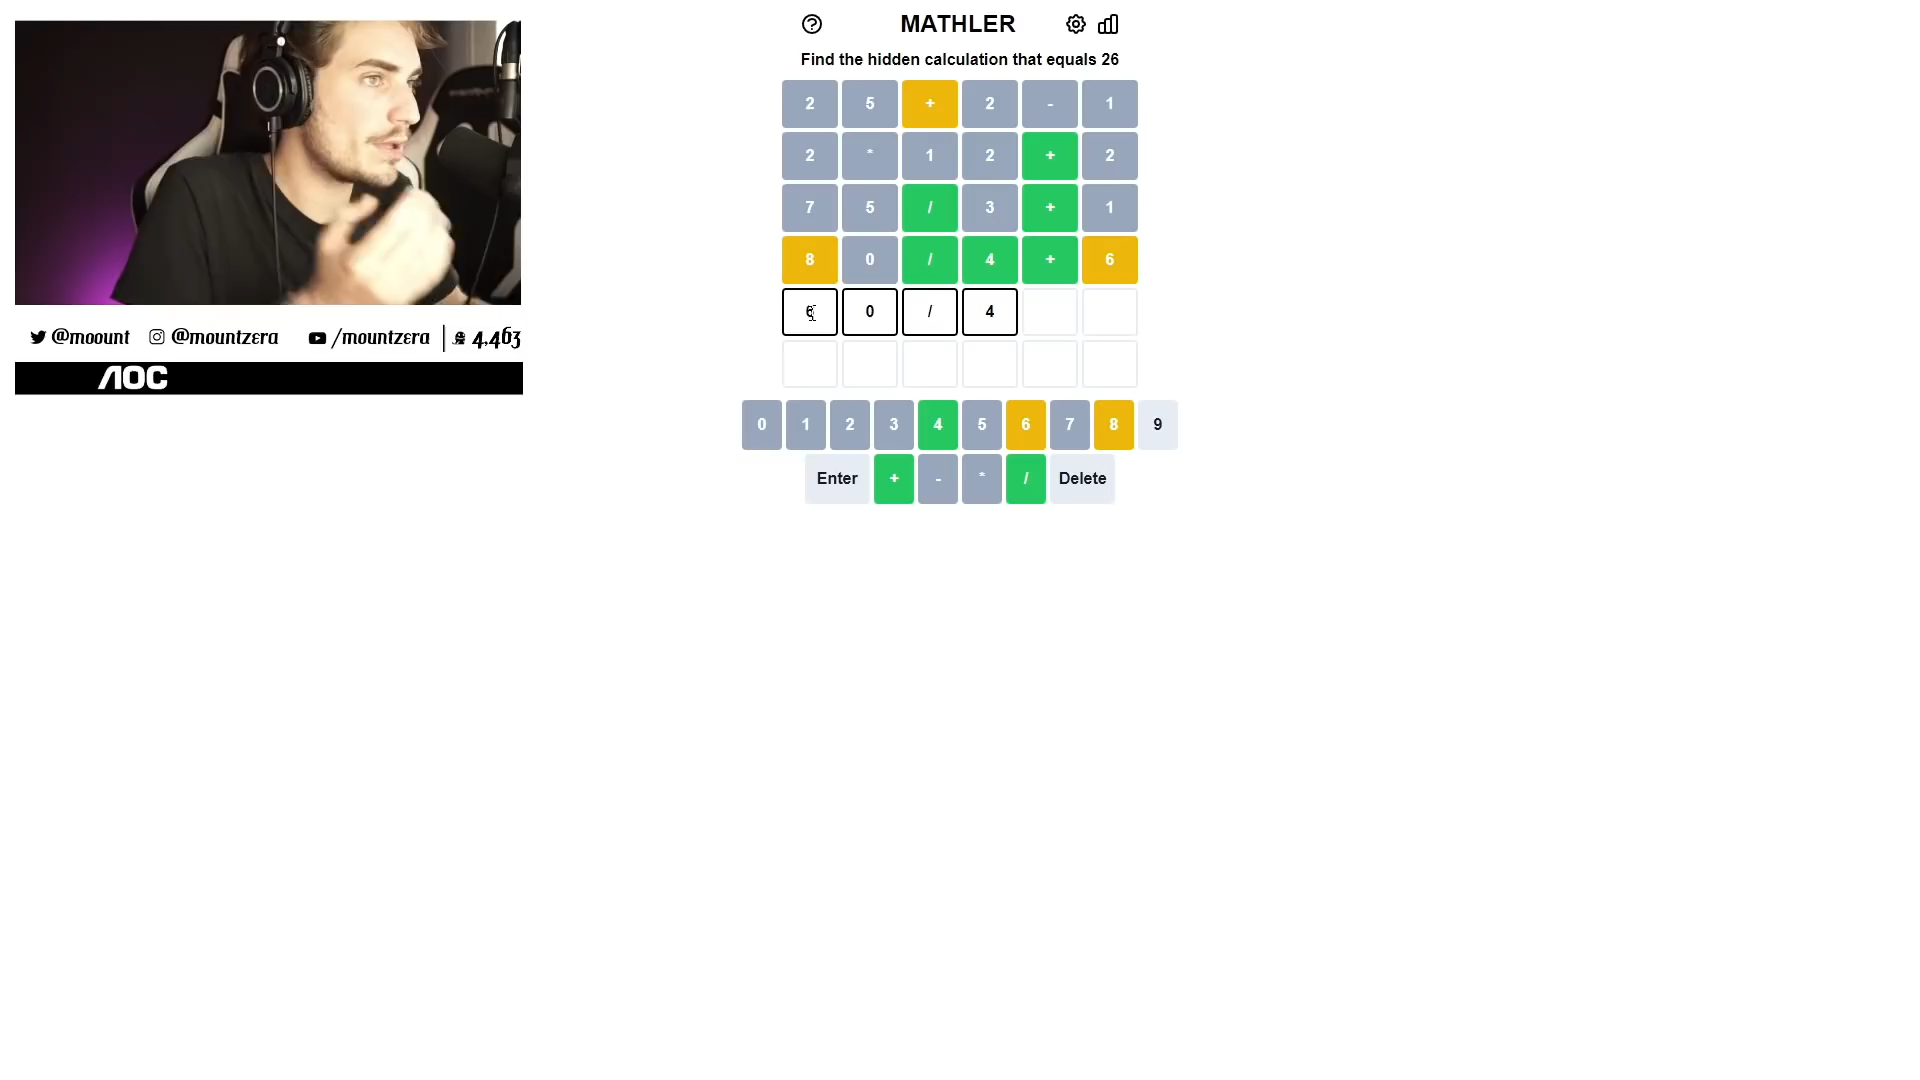 MATHLER
Find the hidden calculation that equals 26
2 5 + 2 - 1
2 * 1 2 + 2
7 5 / 3 + 1
8 0 / 4 + 6
6 0 / 4
0 1 2 3 4 5 6 7 8 9
Enter + - * / Delete
@moount @mountzera /mountzera | 4,463
AOC